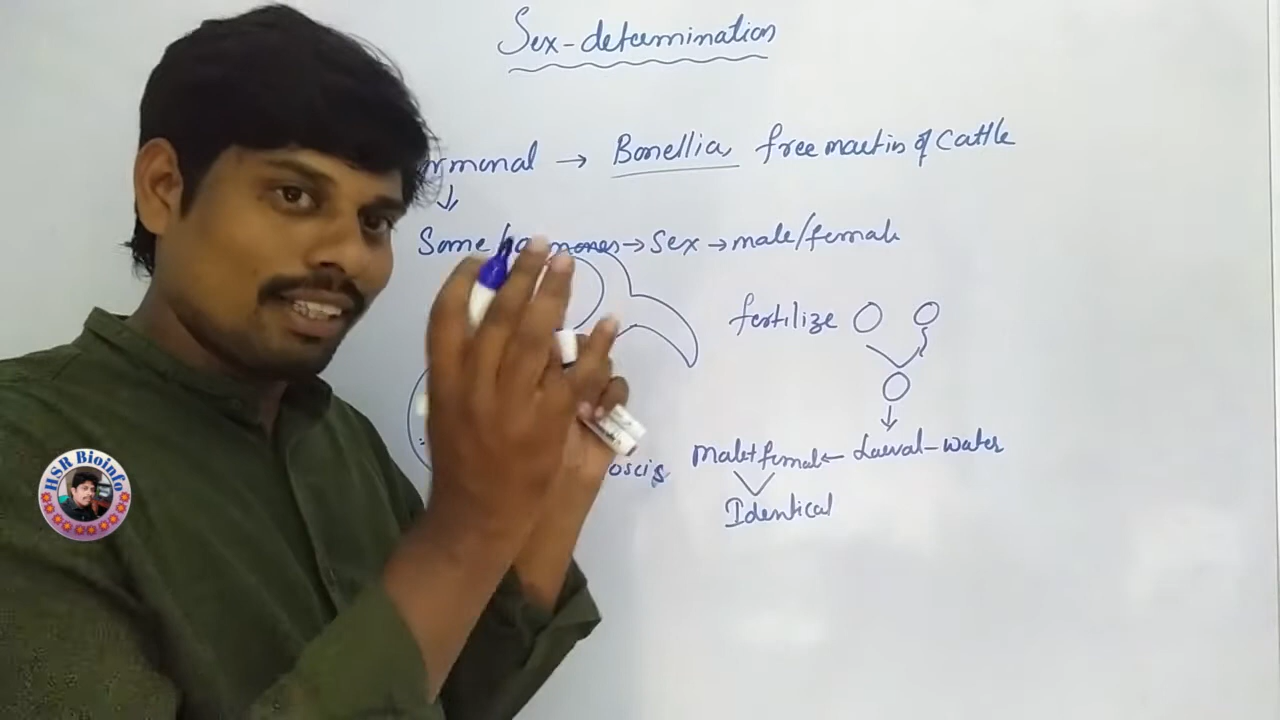 Sex-determination
rmonal → Bonellia, freemartin of Cattle
Some hormones → Sex → male/female
fertilize
Larval-water
male+female ←
oscis
Identical
HSR Bioinfo